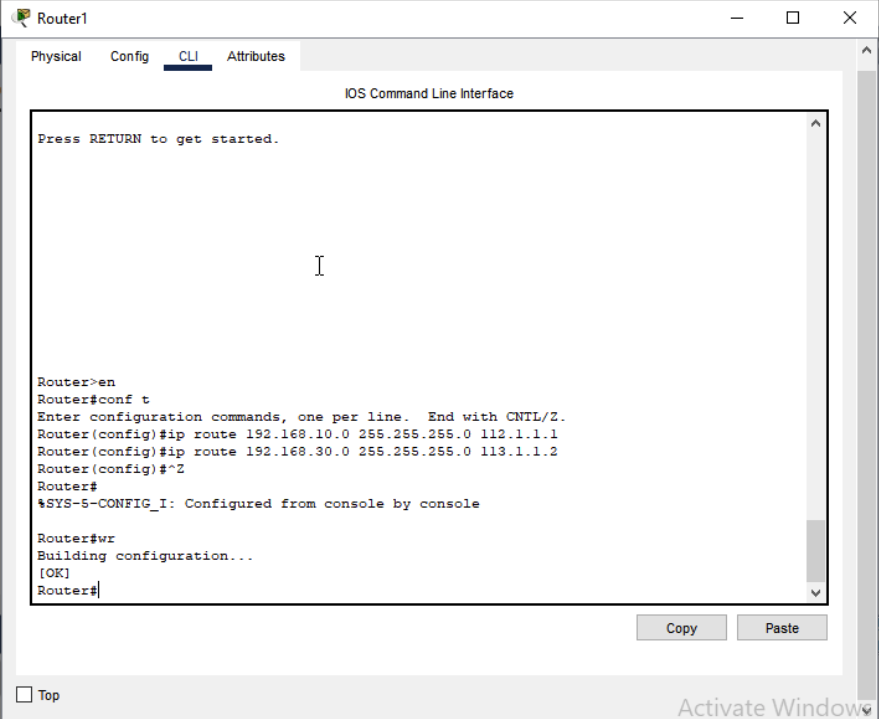 Router1
Physical Config CLI Attributes
IOS Command Line Interface
Press RETURN to get started.
Router>en
Router#conf t
Enter configuration commands, one per line.  End with CNTL/Z.
Router(config)#ip route 192.168.10.0 255.255.255.0 112.1.1.1
Router(config)#ip route 192.168.30.0 255.255.255.0 113.1.1.2
Router(config)#^Z
Router#
%SYS-5-CONFIG_I: Configured from console by console
Router#wr
Building configuration...
[OK]
Router#
Copy Paste
Top
Activate Windows